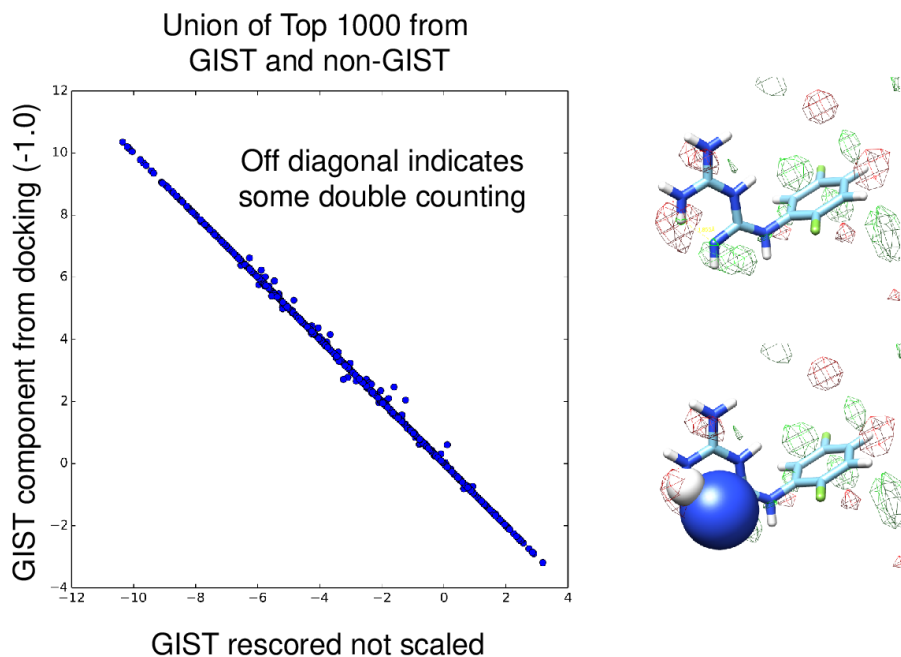 Union of Top 1000 from
GIST and non-GIST
GIST component from docking (-1.0)
12
10
8
6
4
2
0
−2
−4
Off diagonal indicates
some double counting
−12 −10 −8 −6 −4 −2 0 2 4
GIST rescored not scaled